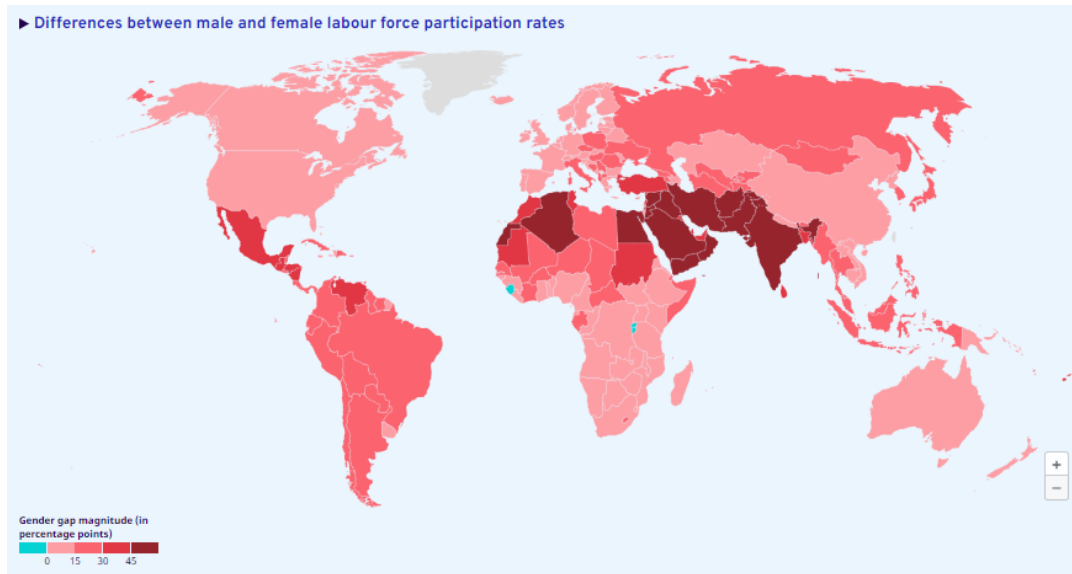 ▶ Differences between male and female labour force participation rates
+
−
Gender gap magnitude (in
percentage points)
0 15 30 45